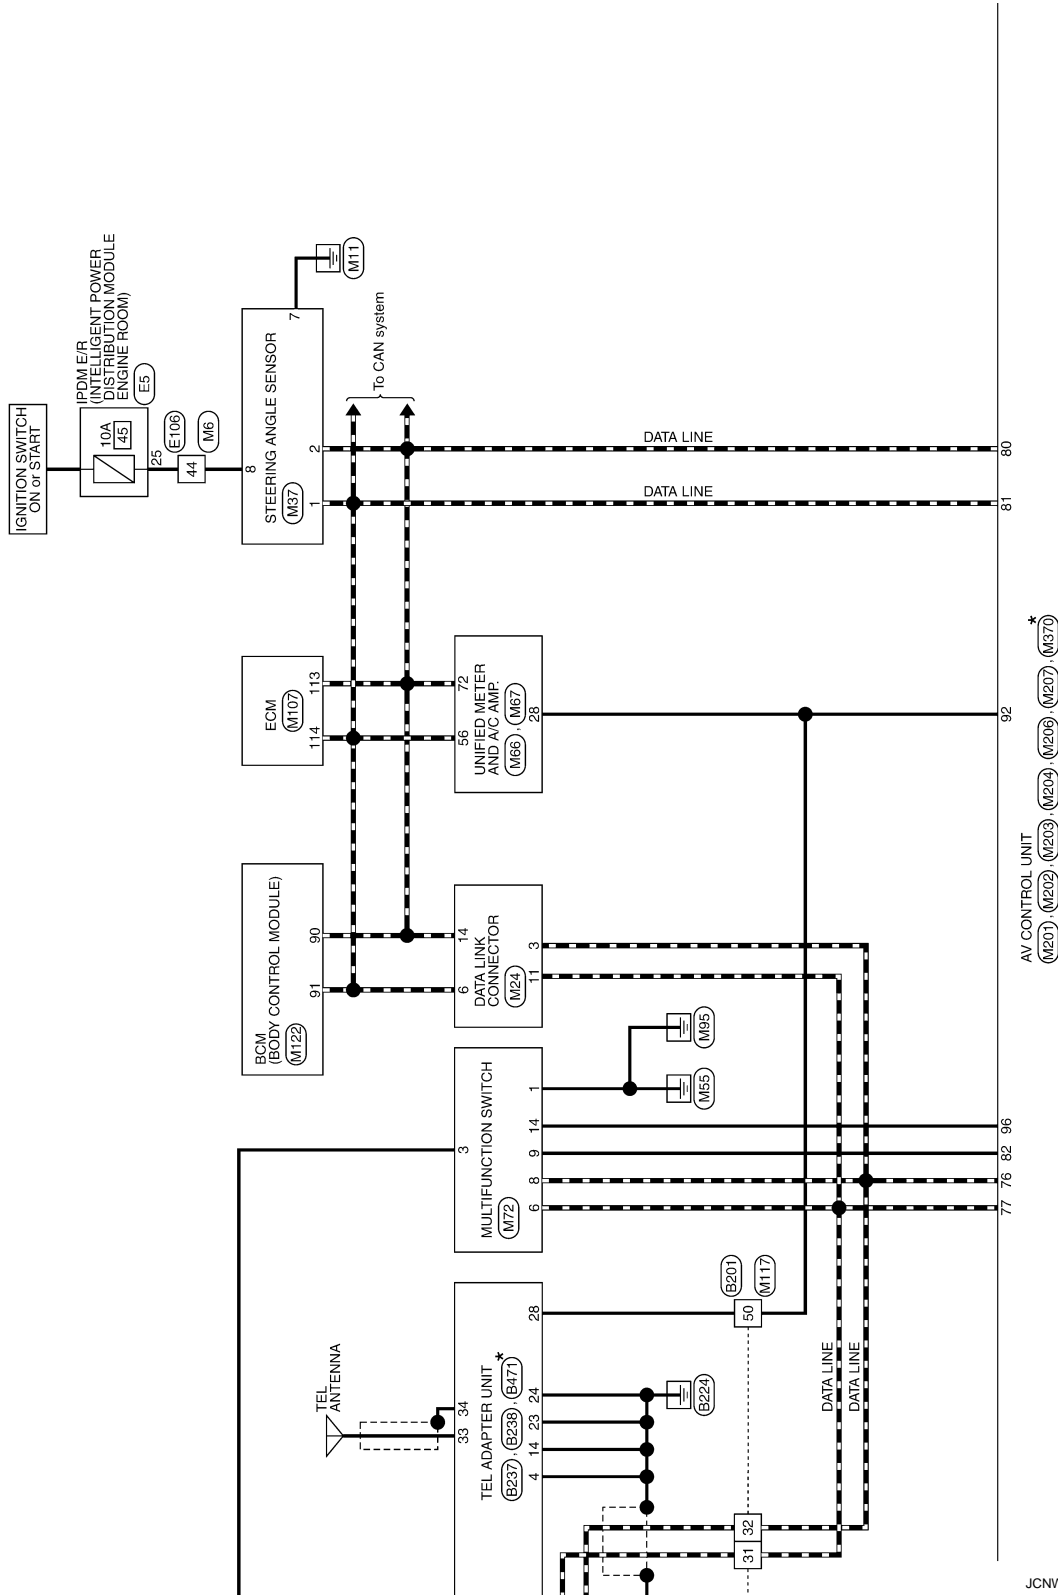 IGNITION SWITCH
ON or START
IPDM E/R
(INTELLIGENT POWER
DISTRIBUTION MODULE
ENGINE ROOM)
E5
10A
45
25
E106
44
M6
8
STEERING ANGLE SENSOR
M37
7
1
2
M11
To CAN system
DATA LINE
DATA LINE
81
80
ECM
M107
114
113
56
72
UNIFIED METER
AND A/C AMP.
M66 , M67
28
92
BCM
(BODY CONTROL MODULE)
M122
91
90
6
14
DATA LINK
CONNECTOR
M24
11
3
3
MULTIFUNCTION SWITCH
M72
6
8
9
14
1
M55
M95
77
76
82
96
TEL
ANTENNA
33
34
TEL ADAPTER UNIT
*
B237 , B238 , B471
4
14
23
24
28
B224
B201
50
M117
31
32
DATA LINE
DATA LINE
AV CONTROL UNIT
*
M201 , M202 , M203 , M204 , M206 , M207 , M370